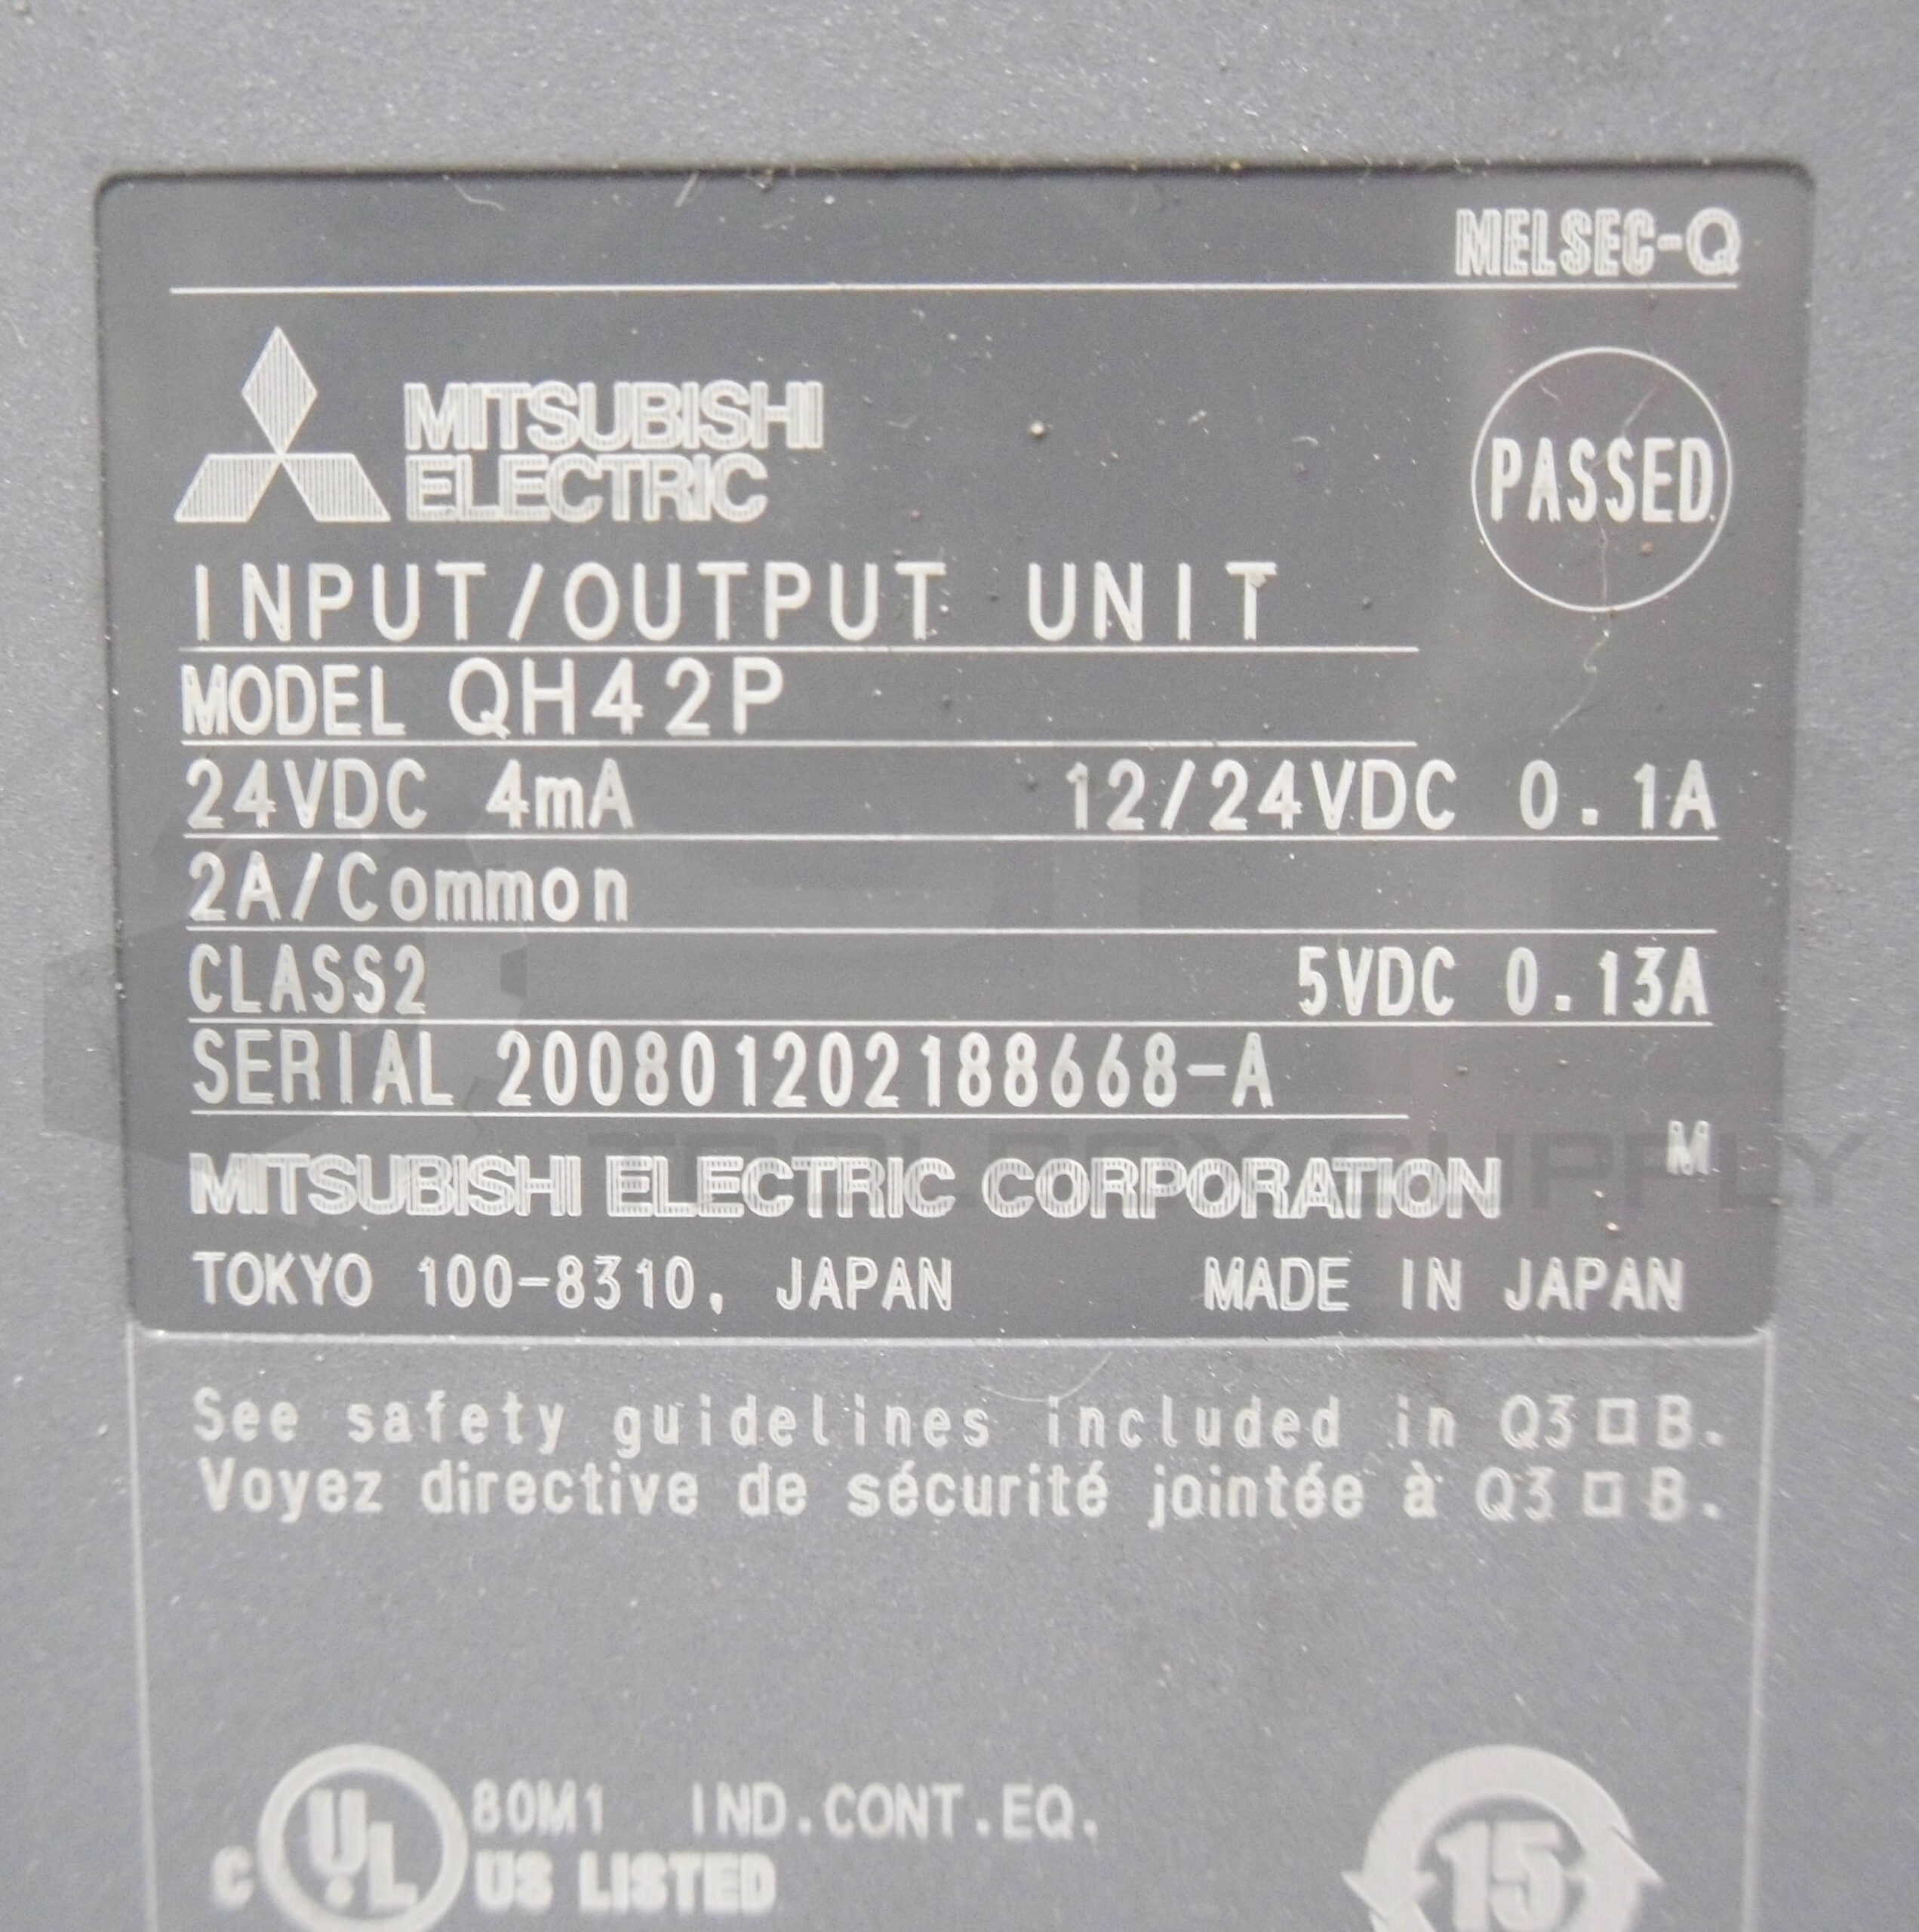 MELSEC-Q
MITSUBISHI
ELECTRIC
PASSED
INPUT/OUTPUT UNIT
MODEL QH42P
24VDC 4mA 12/24VDC 0.1A
2A/Common
CLASS2 5VDC 0.13A
SERIAL 200801202188668-A
M
TOOLBOX SUPPLY
MITSUBISHI ELECTRIC CORPORATION
TOKYO 100-8310, JAPAN MADE IN JAPAN
See safety guidelines included in Q3□B.
Voyez directive de sécurité jointée à Q3□B.
C UL 80M1 IND.CONT.EQ.
US LISTED
15